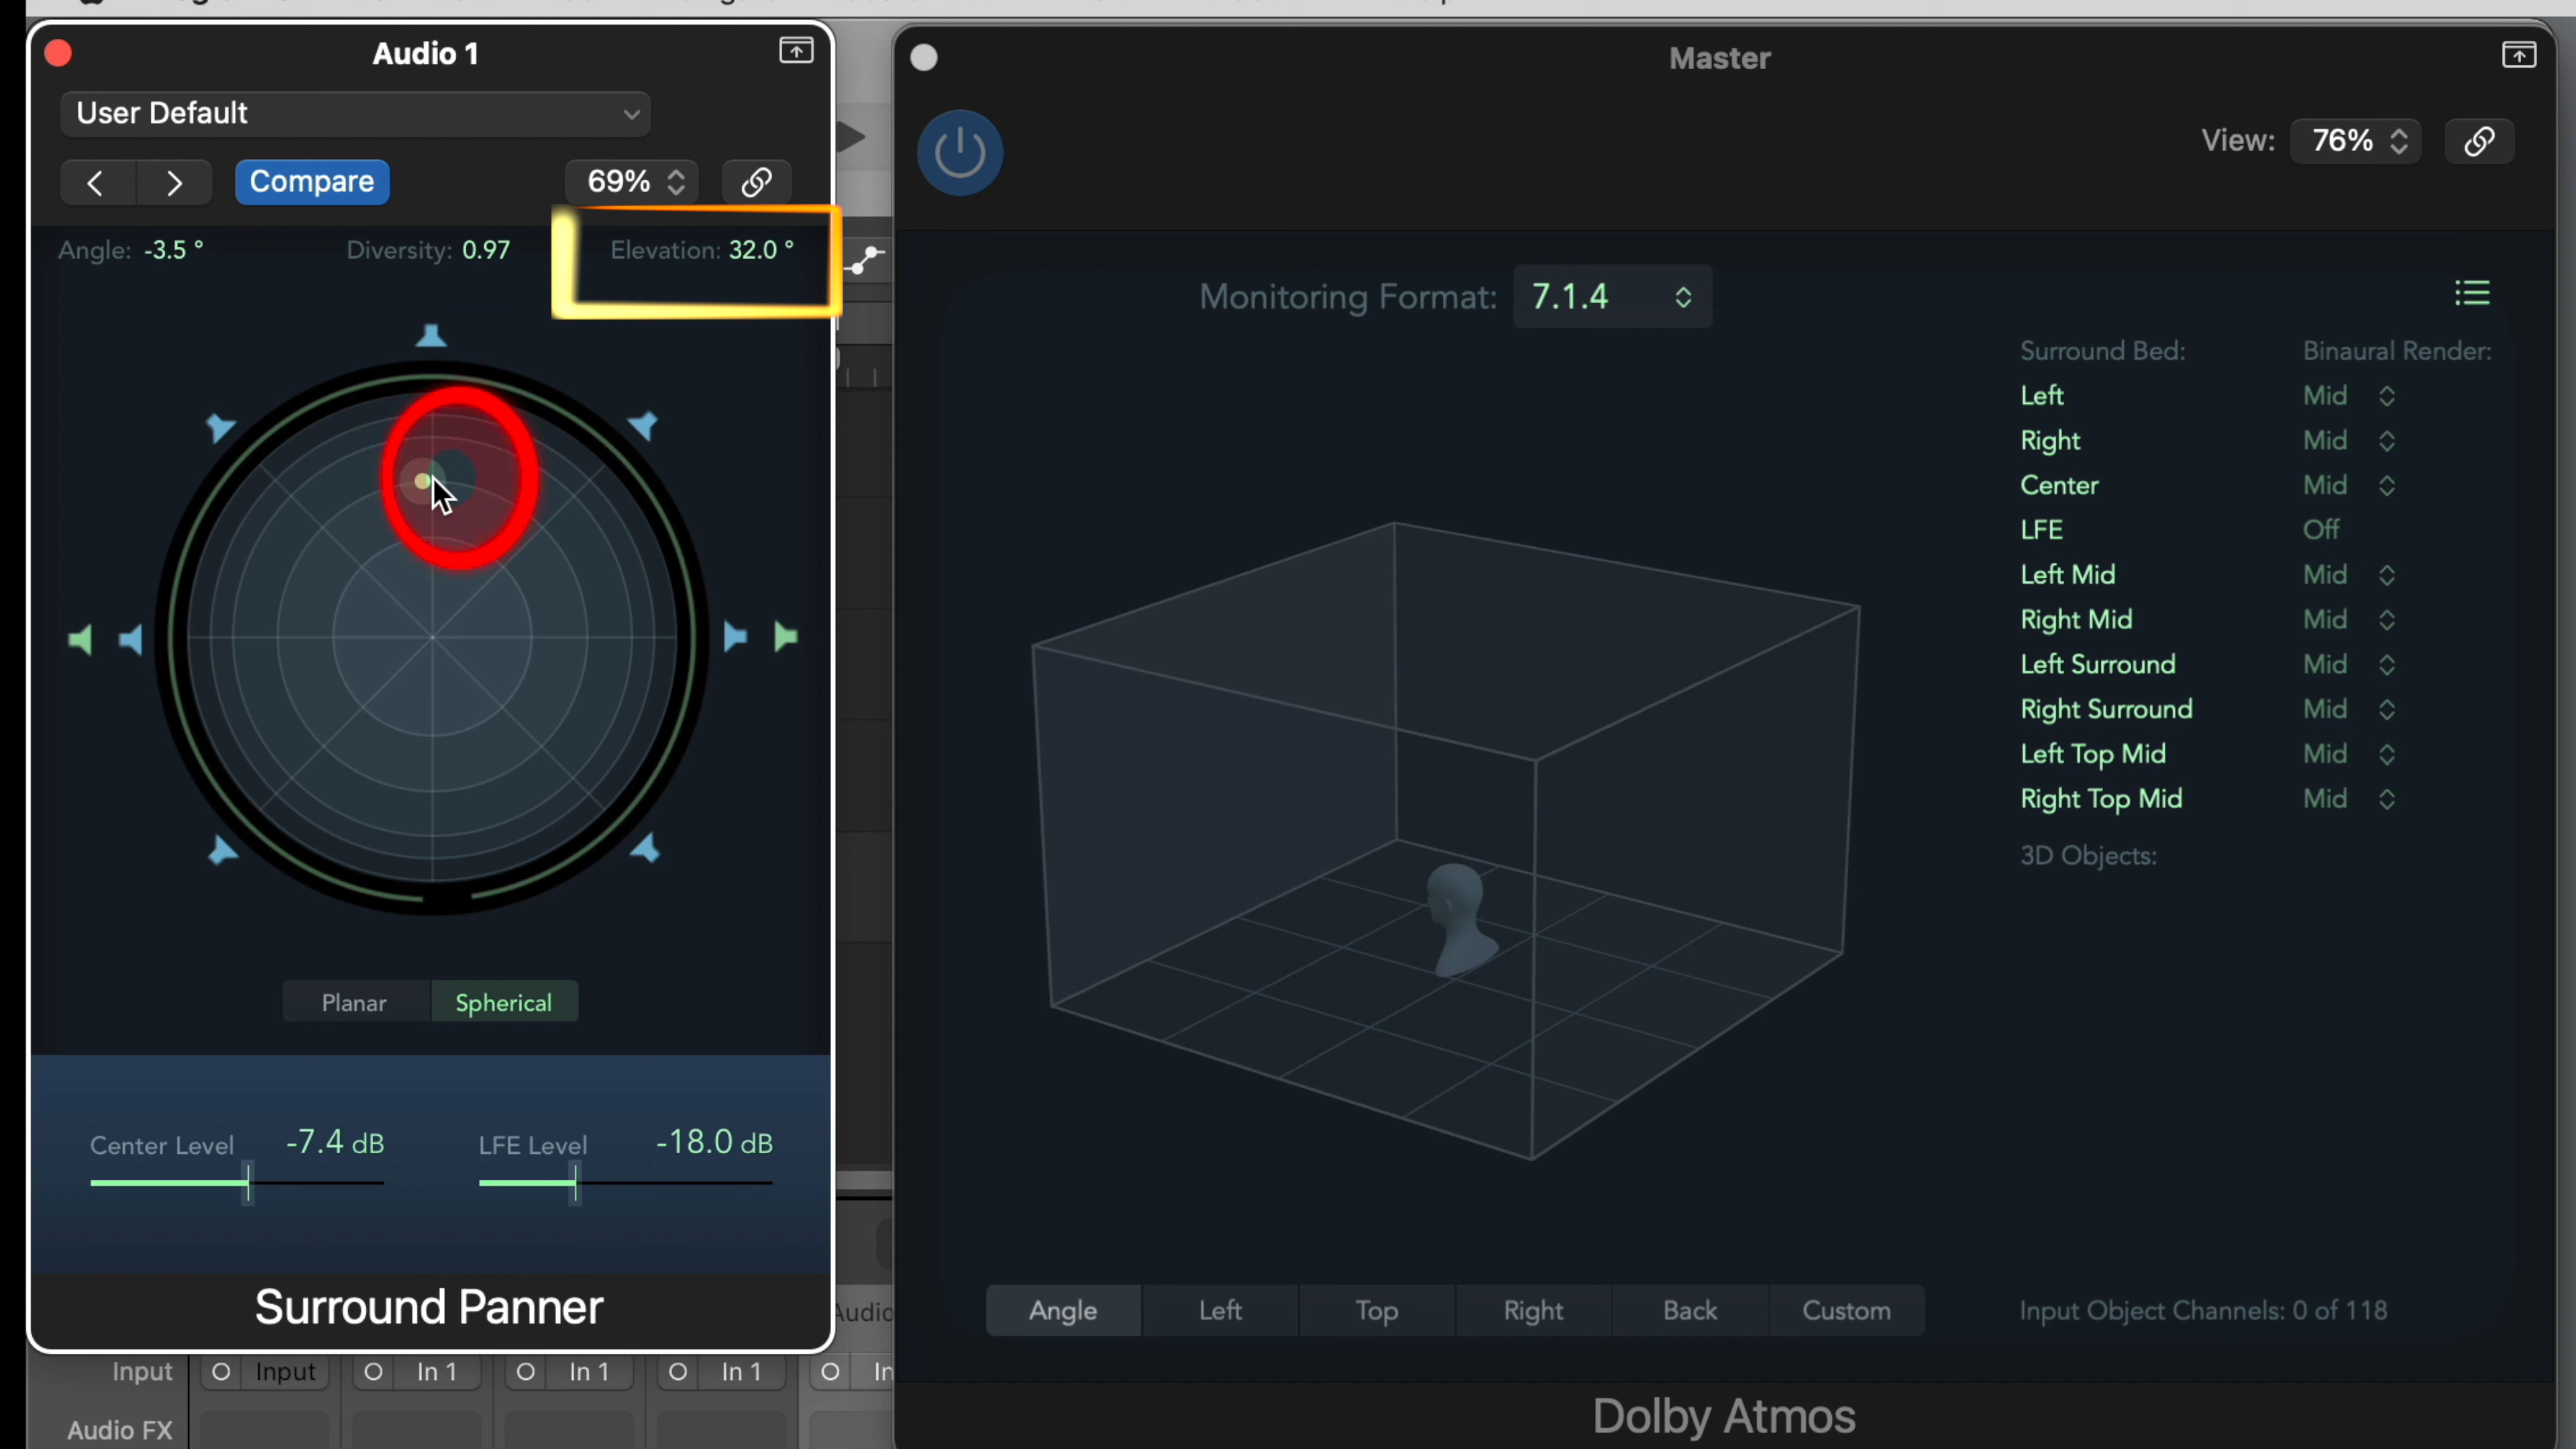 Audio 1
User Default
Compare
69%
Angle: -3.5 °
Diversity: 0.97
Elevation: 32.0 °
Planar
Spherical
Center Level
-7.4 dB
LFE Level
-18.0 dB
Surround Panner
Input
Input
In 1
In 1
In 1
In
Audio FX
Audio
Master
View: 76%
Monitoring Format: 7.1.4
Surround Bed:
Binaural Render:
Left Mid
Right Mid
Center Mid
LFE Off
Left Mid Mid
Right Mid Mid
Left Surround Mid
Right Surround Mid
Left Top Mid Mid
Right Top Mid Mid
3D Objects:
Angle
Left
Top
Right
Back
Custom
Input Object Channels: 0 of 118
Dolby Atmos